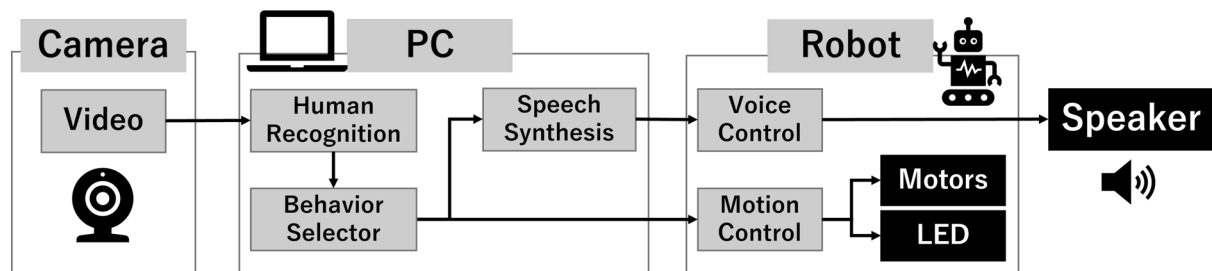 Camera
PC
Robot
Video
Human
Recognition
Speech
Synthesis
Voice
Control
Speaker
Behavior
Selector
Motion
Control
Motors
LED